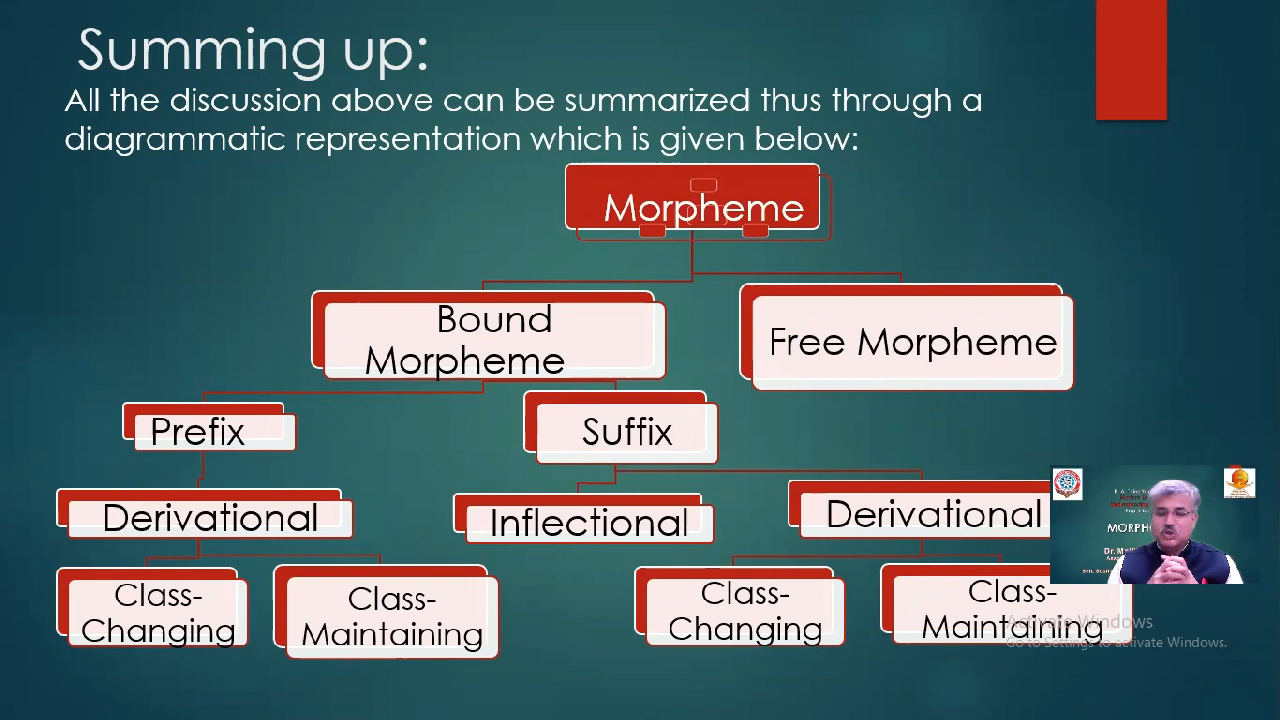 Summing up:
All the discussion above can be summarized thus through a
diagrammatic representation which is given below:
Morpheme
Bound
Morpheme
Free Morpheme
Prefix
Suffix
Derivational
Inflectional
Derivational
Class-
Changing
Class-
Maintaining
Class-
Changing
Class-
Maintaining
MORPH
Activate Windows
Go to Settings to activate Windows.